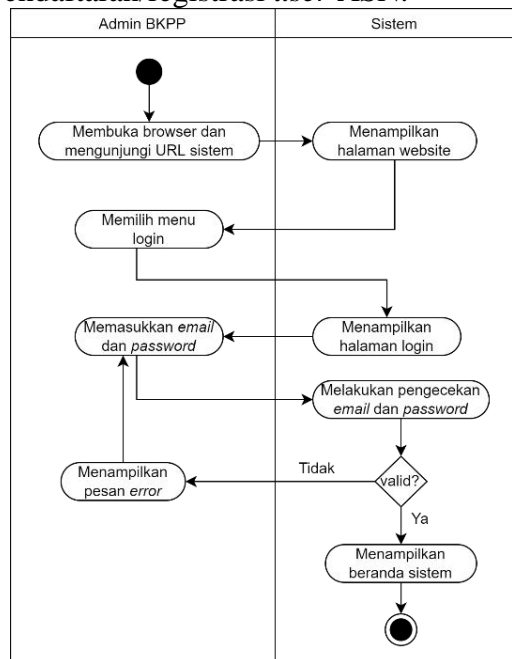 Admin BKPP
Sistem
Membuka browser dan
mengunjungi URL sistem
Menampilkan
halaman website
Memilih menu
login
Menampilkan
halaman login
Memasukkan email
dan password
Melakukan pengecekan
email dan password
valid?
Tidak
Menampilkan
pesan error
Ya
Menampilkan
beranda sistem